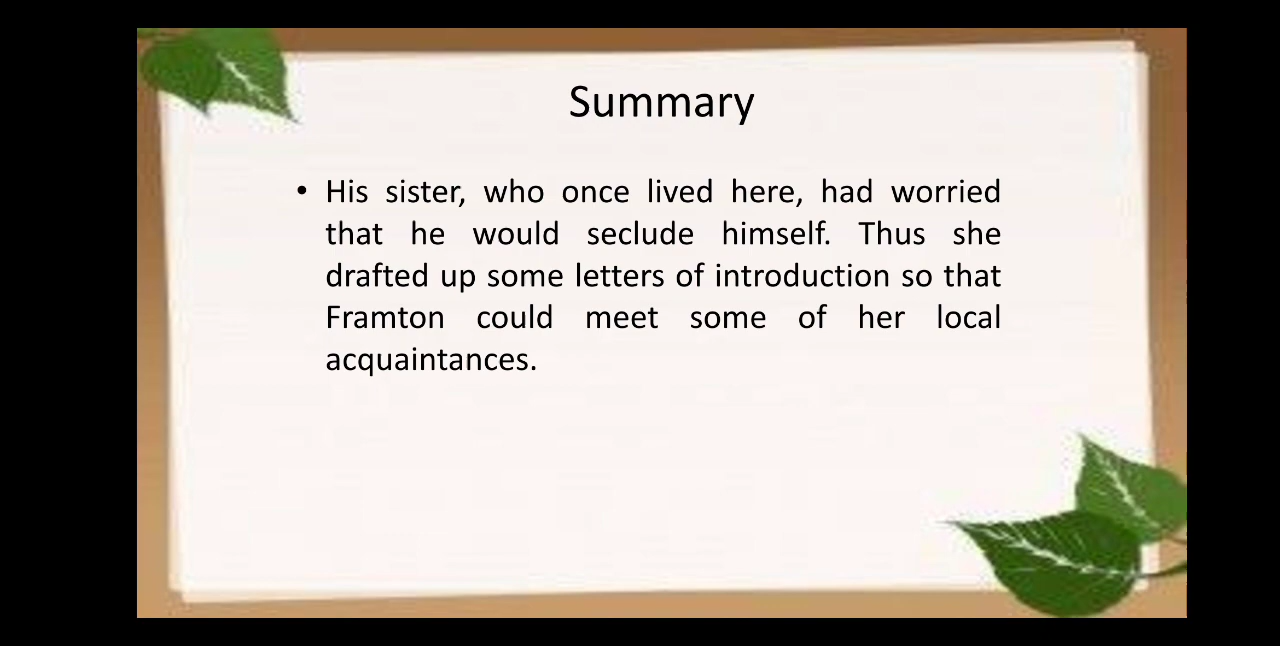 Summary
• His sister, who once lived here, had worried
that he would seclude himself. Thus she
drafted up some letters of introduction so that
Framton could meet some of her local
acquaintances.